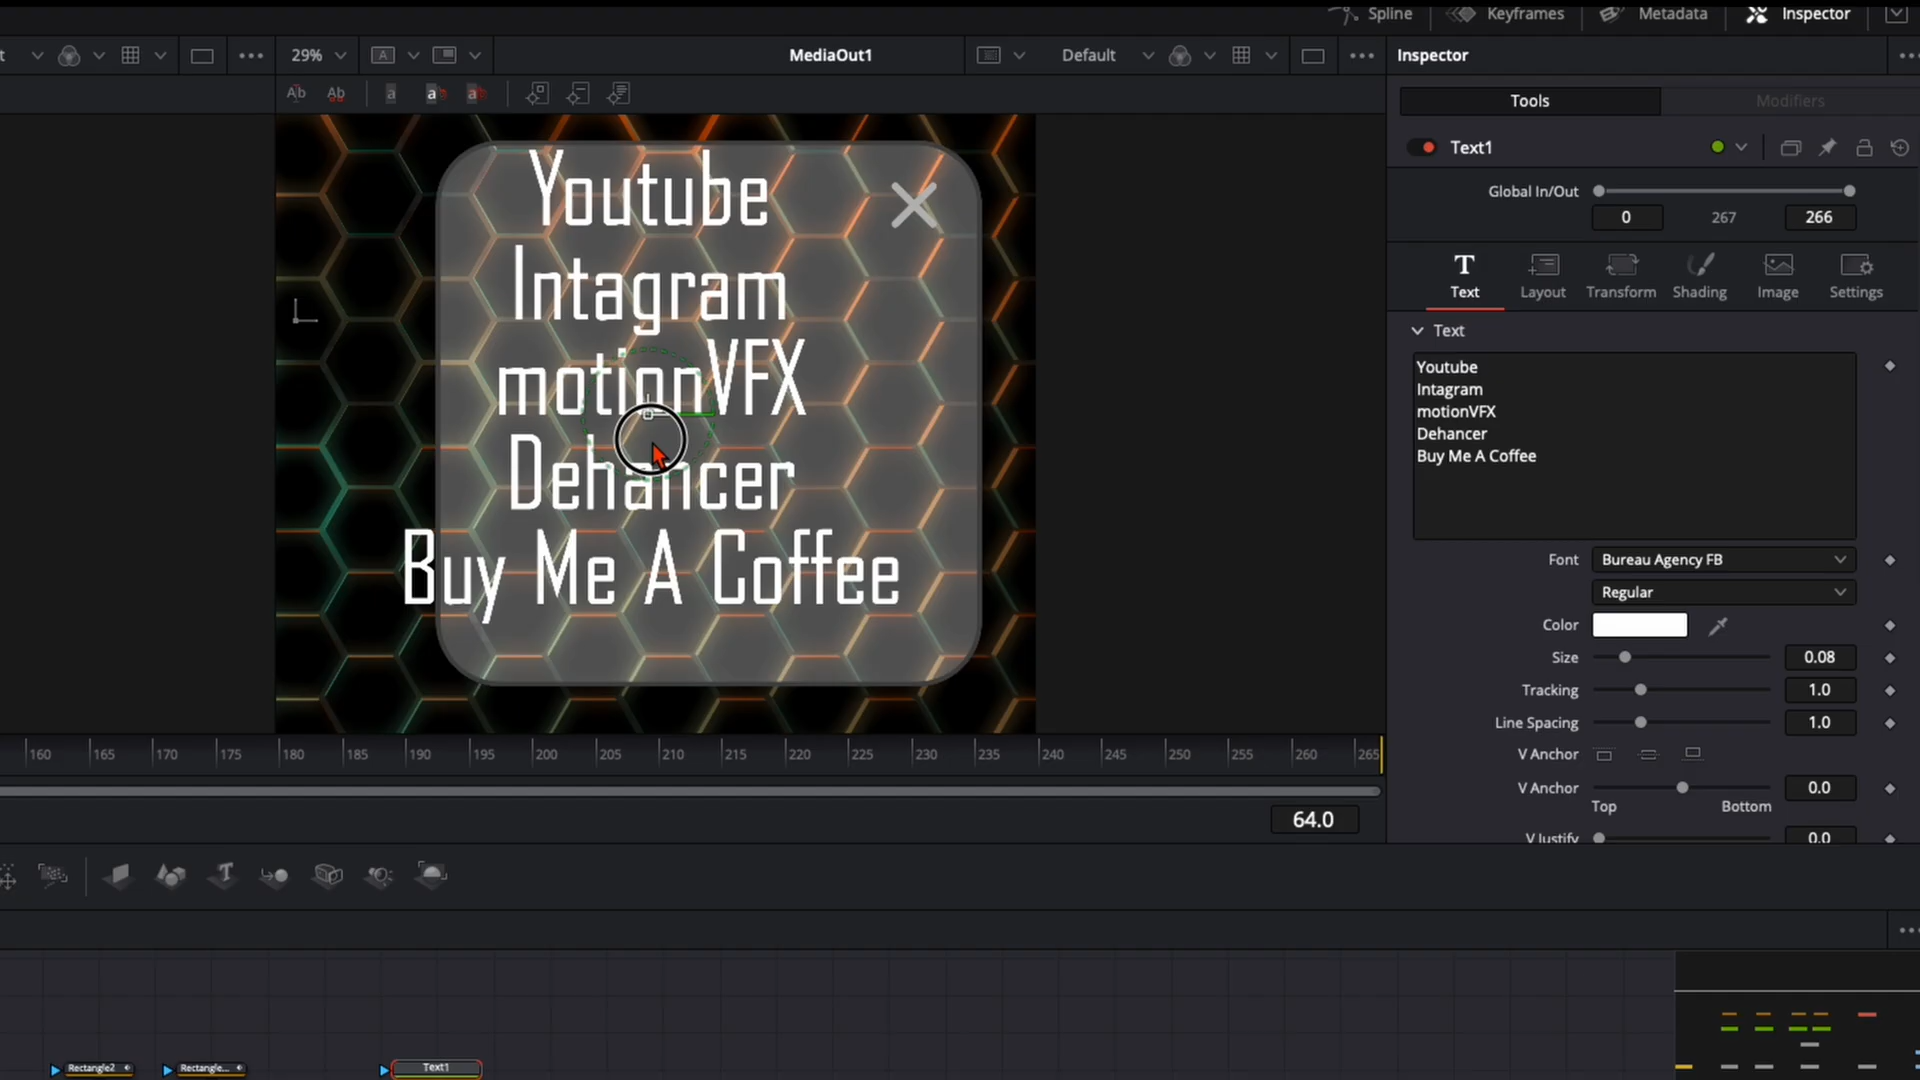 Spline Keyframes Metadata Inspector
29% MediaOut1 Default Inspector
Tools Modifiers
Text1
Global In/Out
0 267 266
Text Layout Transform Shading Image Settings
Text
Youtube
Intagram
motionVFX
Dehancer
Buy Me A Coffee
Youtube
Intagram
motionVFX
Dehancer
Buy Me A Coffee
Font Bureau Agency FB
Regular
Color
Size 0.08
Tracking 1.0
Line Spacing 1.0
V Anchor
V Anchor 0.0
Top Bottom
V Justify 0.0
160 165 170 175 180 185 190 195 200 205 210 215 220 225 230 235 240 245 250 255 260 265
64.0
Rectangle2 Rectangle... Text1